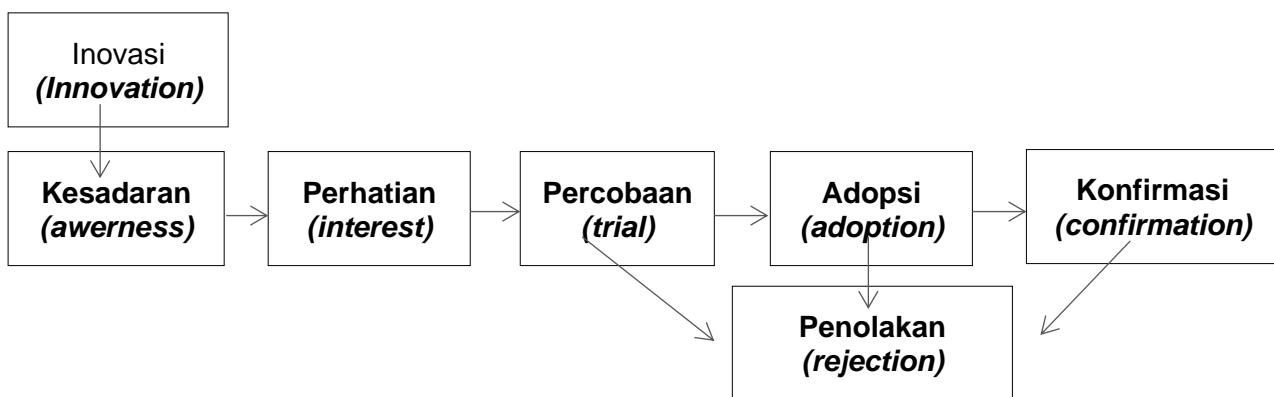 Inovasi
(Innovation)
Kesadaran
(awerness)
Perhatian
(interest)
Percobaan
(trial)
Adopsi
(adoption)
Konfirmasi
(confirmation)
Penolakan
(rejection)